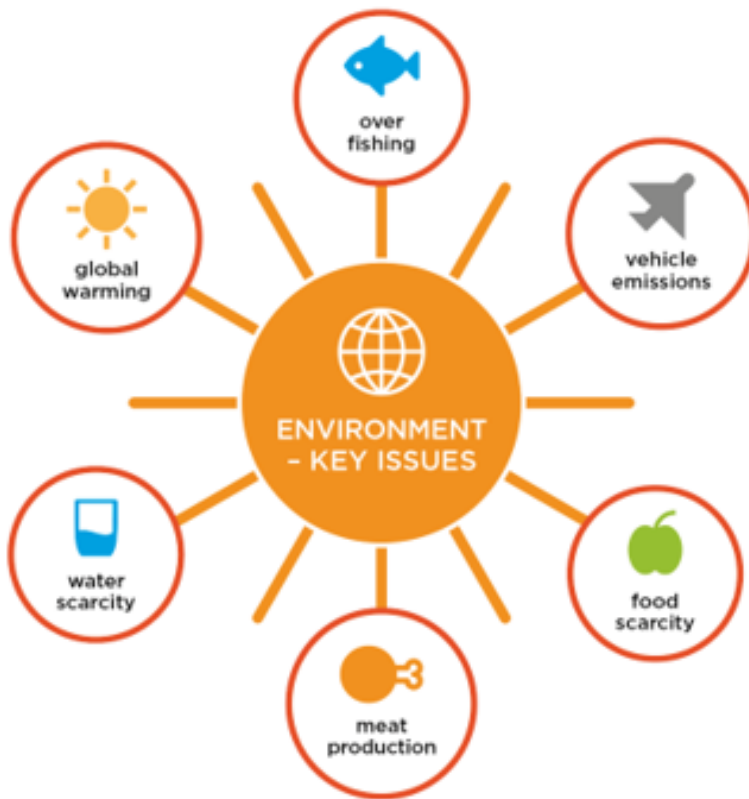 over
fishing
global
warming
vehicle
emissions
ENVIRONMENT
– KEY ISSUES
water
scarcity
food
scarcity
meat
production